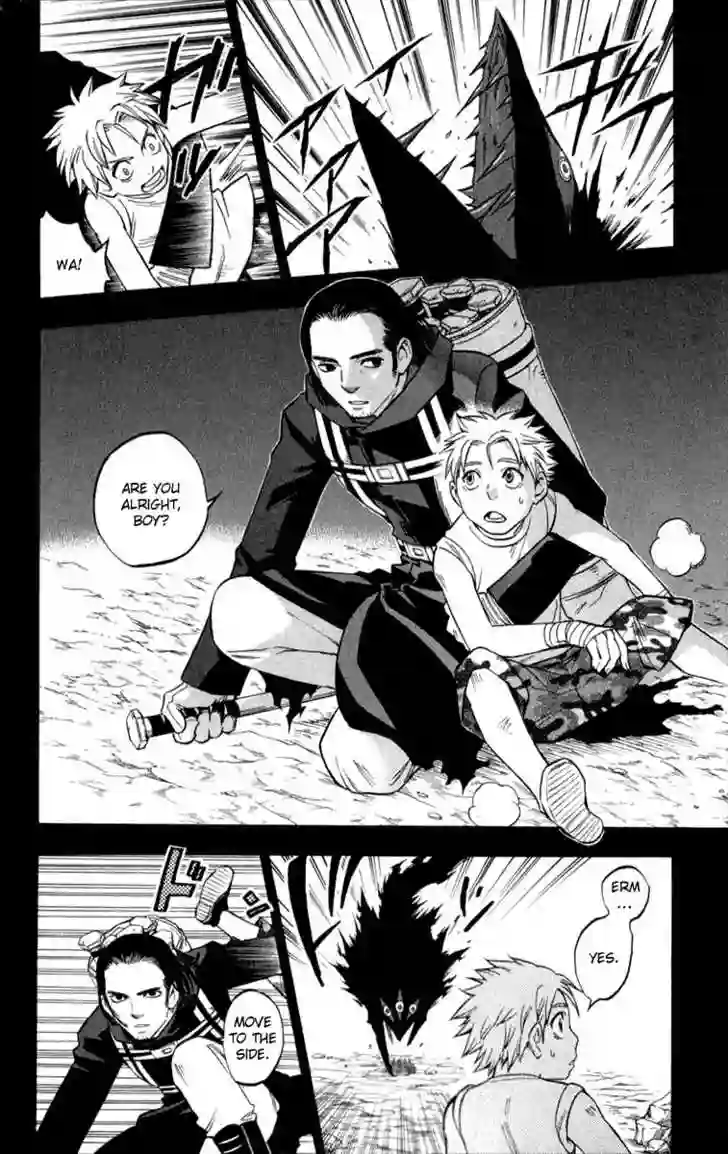 WA!
ARE YOU
ALRIGHT,
BOY?
ERM
...
YES.
MOVE
TO THE
SIDE.